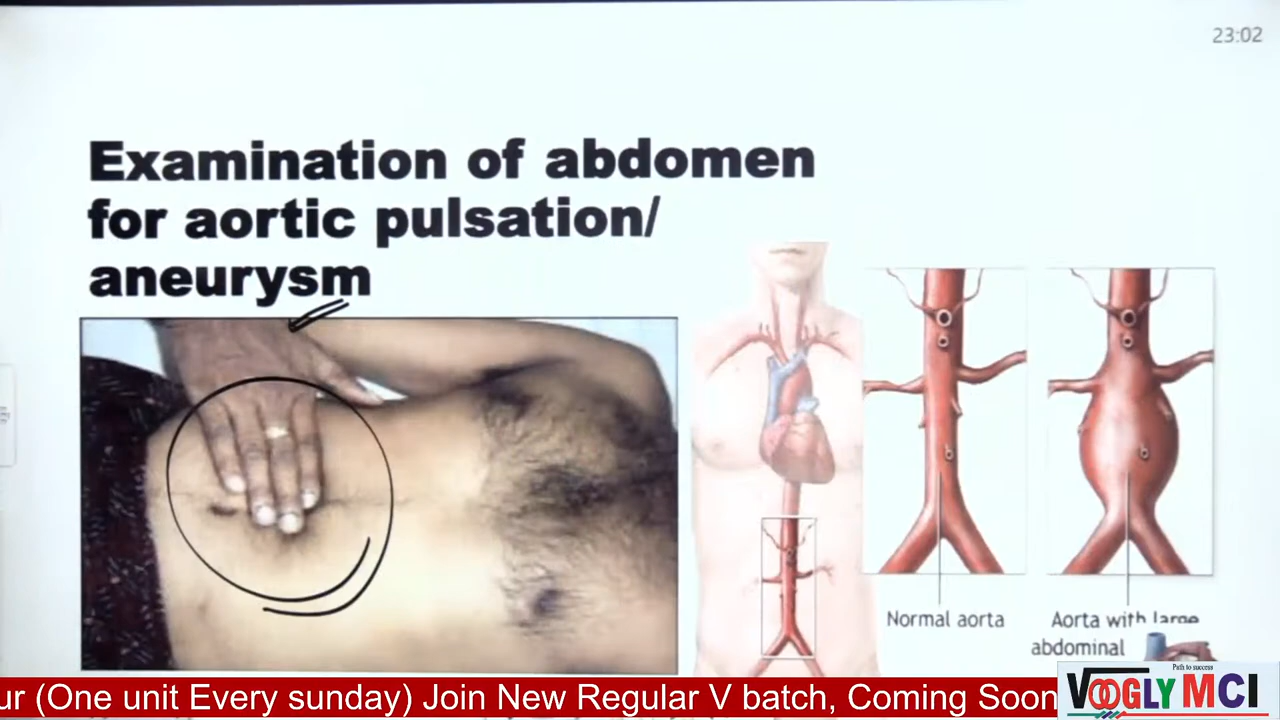 23:02
Examination of abdomen
for aortic pulsation/
aneurysm
Normal aorta
Aorta with large
abdominal
ur (One unit Every sunday) Join New Regular V batch, Coming Soon
Path to success
VOOGLY MCI